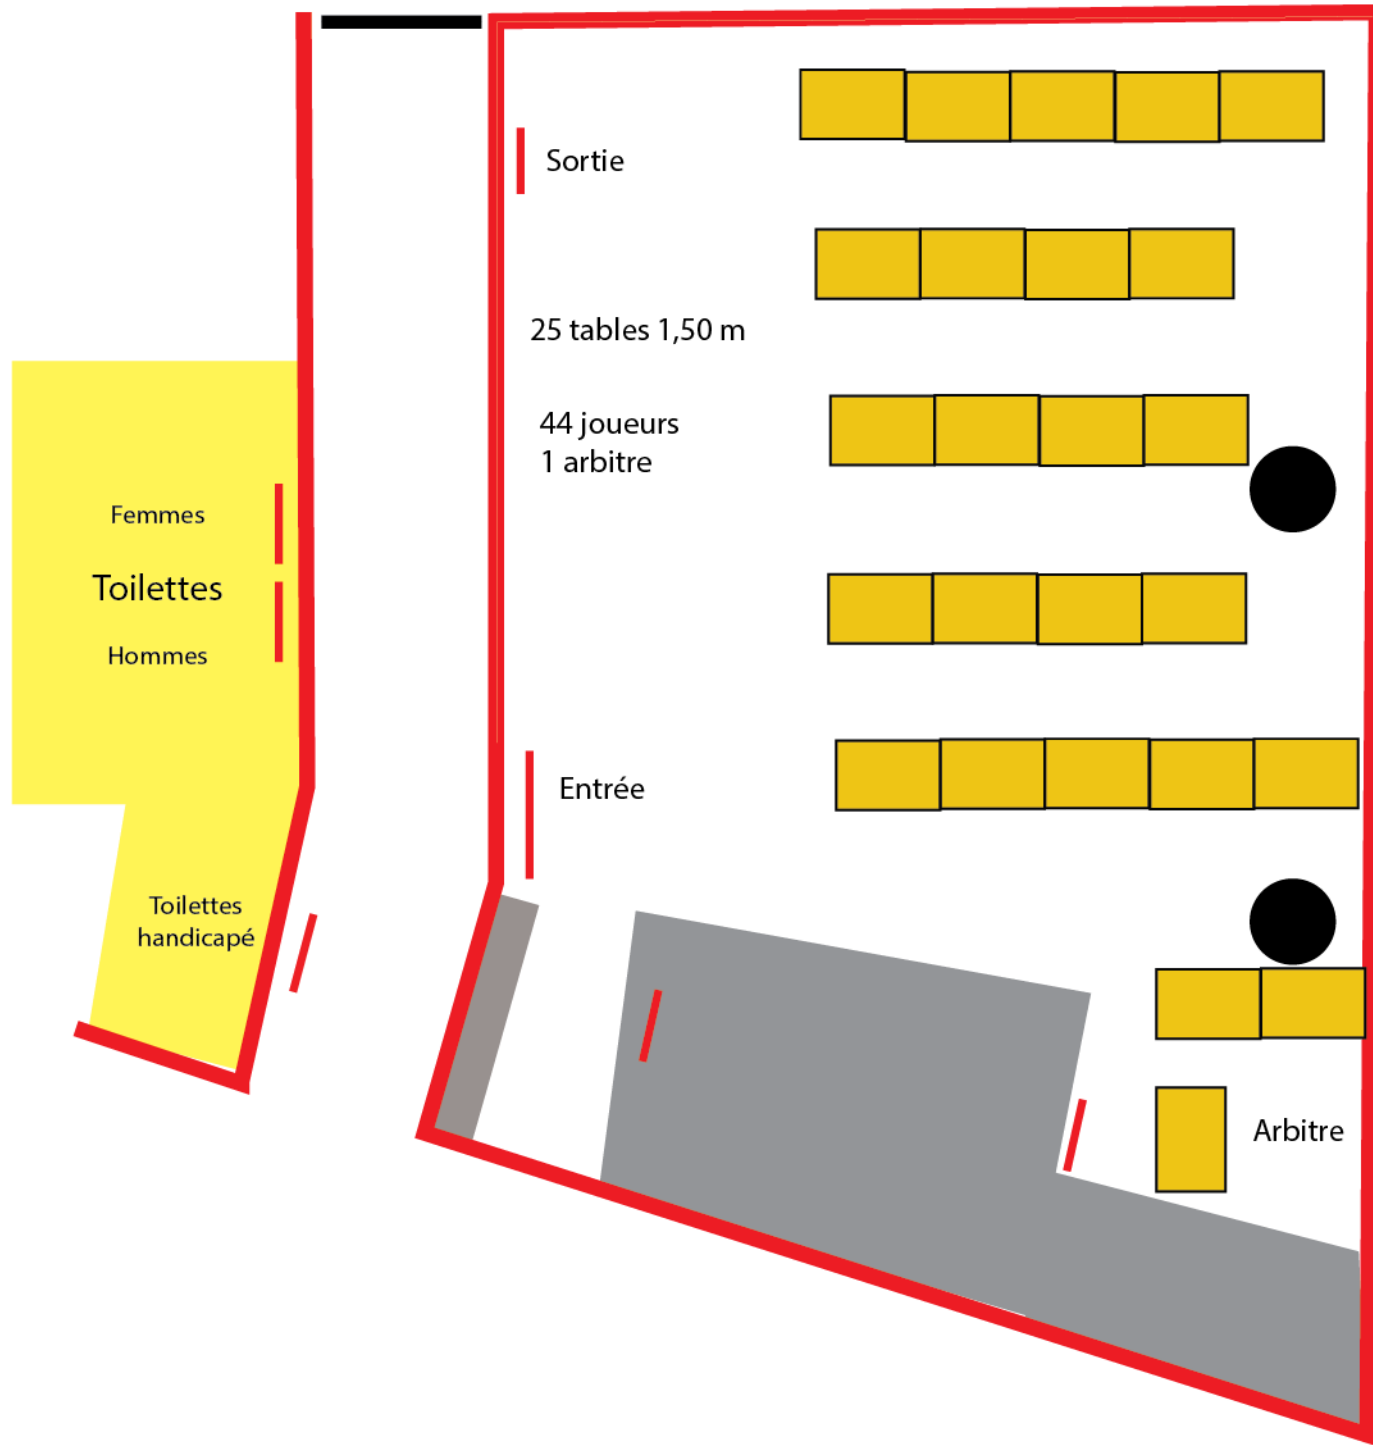 Sortie
25 tables 1,50 m
44 joueurs
1 arbitre
Femmes
Toilettes
Hommes
Entrée
Toilettes
handicapé
Arbitre